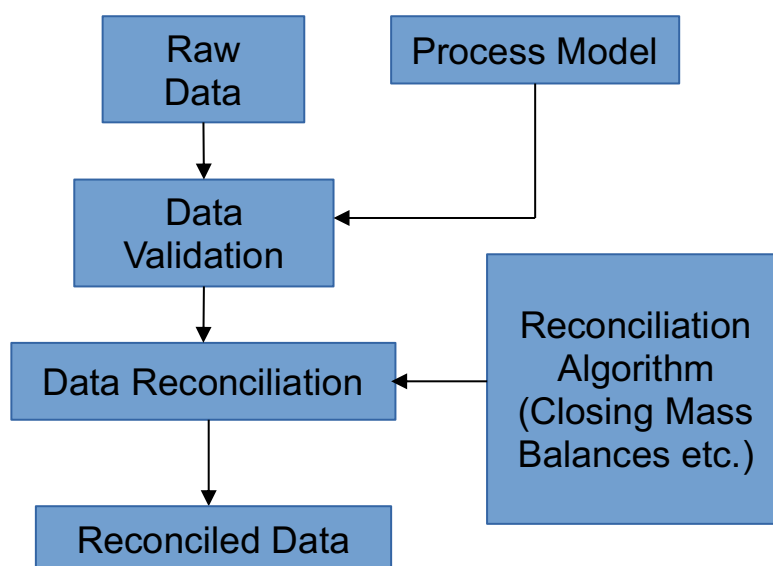 Raw
Data
Process Model
Data
Validation
Data Reconciliation
Reconciliation
Algorithm
(Closing Mass
Balances etc.)
Reconciled Data